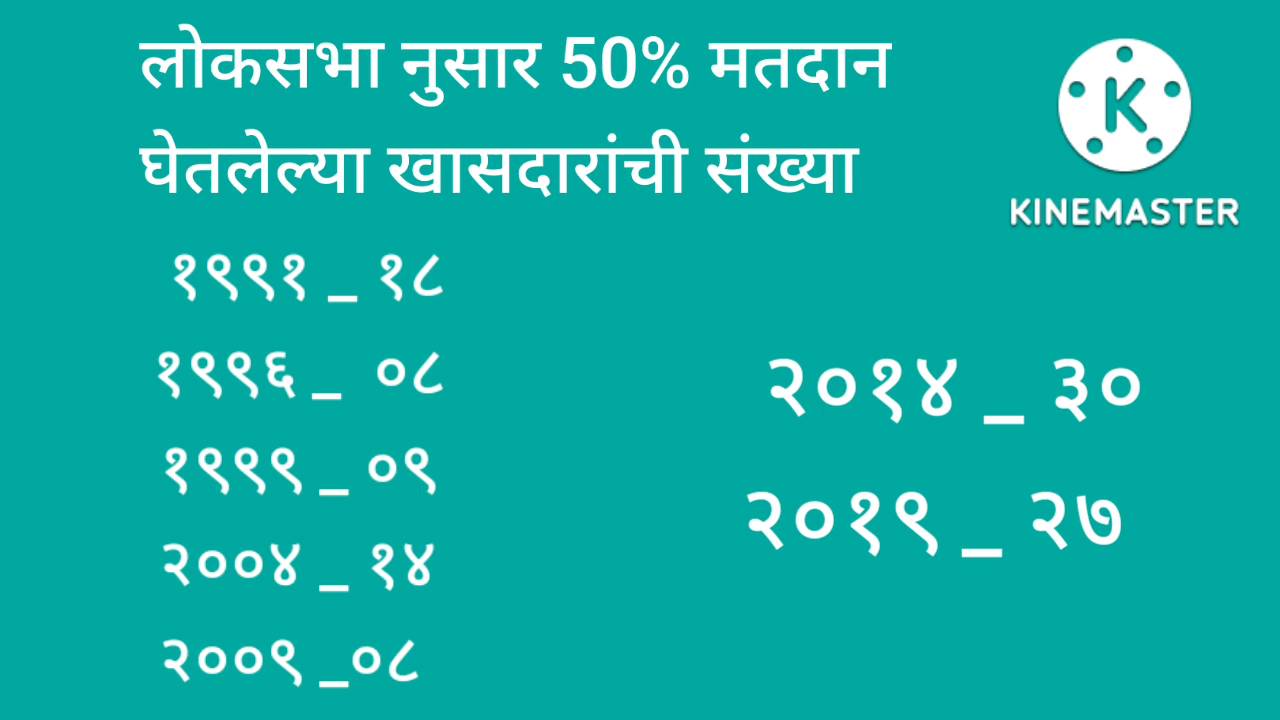 लोकसभा नुसार 50% मतदान
घेतलेल्या खासदारांची संख्या
KINEMASTER
१९९१ _ १८
१९९६ _ ०८
१९९९ _ ०९
२००४ _ १४
२००९ _०८
२०१४ _ ३०
२०१९ _ २७